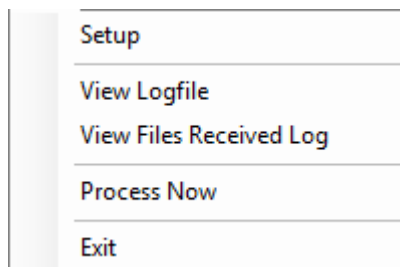 Setup
View Logfile
View Files Received Log
Process Now
Exit